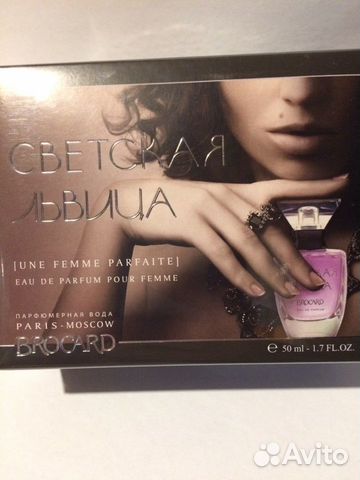 СВЕТСКАЯ
ЛЬВИЦА
[UNE FEMME PARFAITE]
EAU DE PARFUM POUR FEMME
ПАРФЮМЕРНАЯ ВОДА
PARIS - MOSCOW
BROCARD
BROCARD
EAU DE PARFUM
℮ 50 ml - 1.7 FL.OZ.
Avito